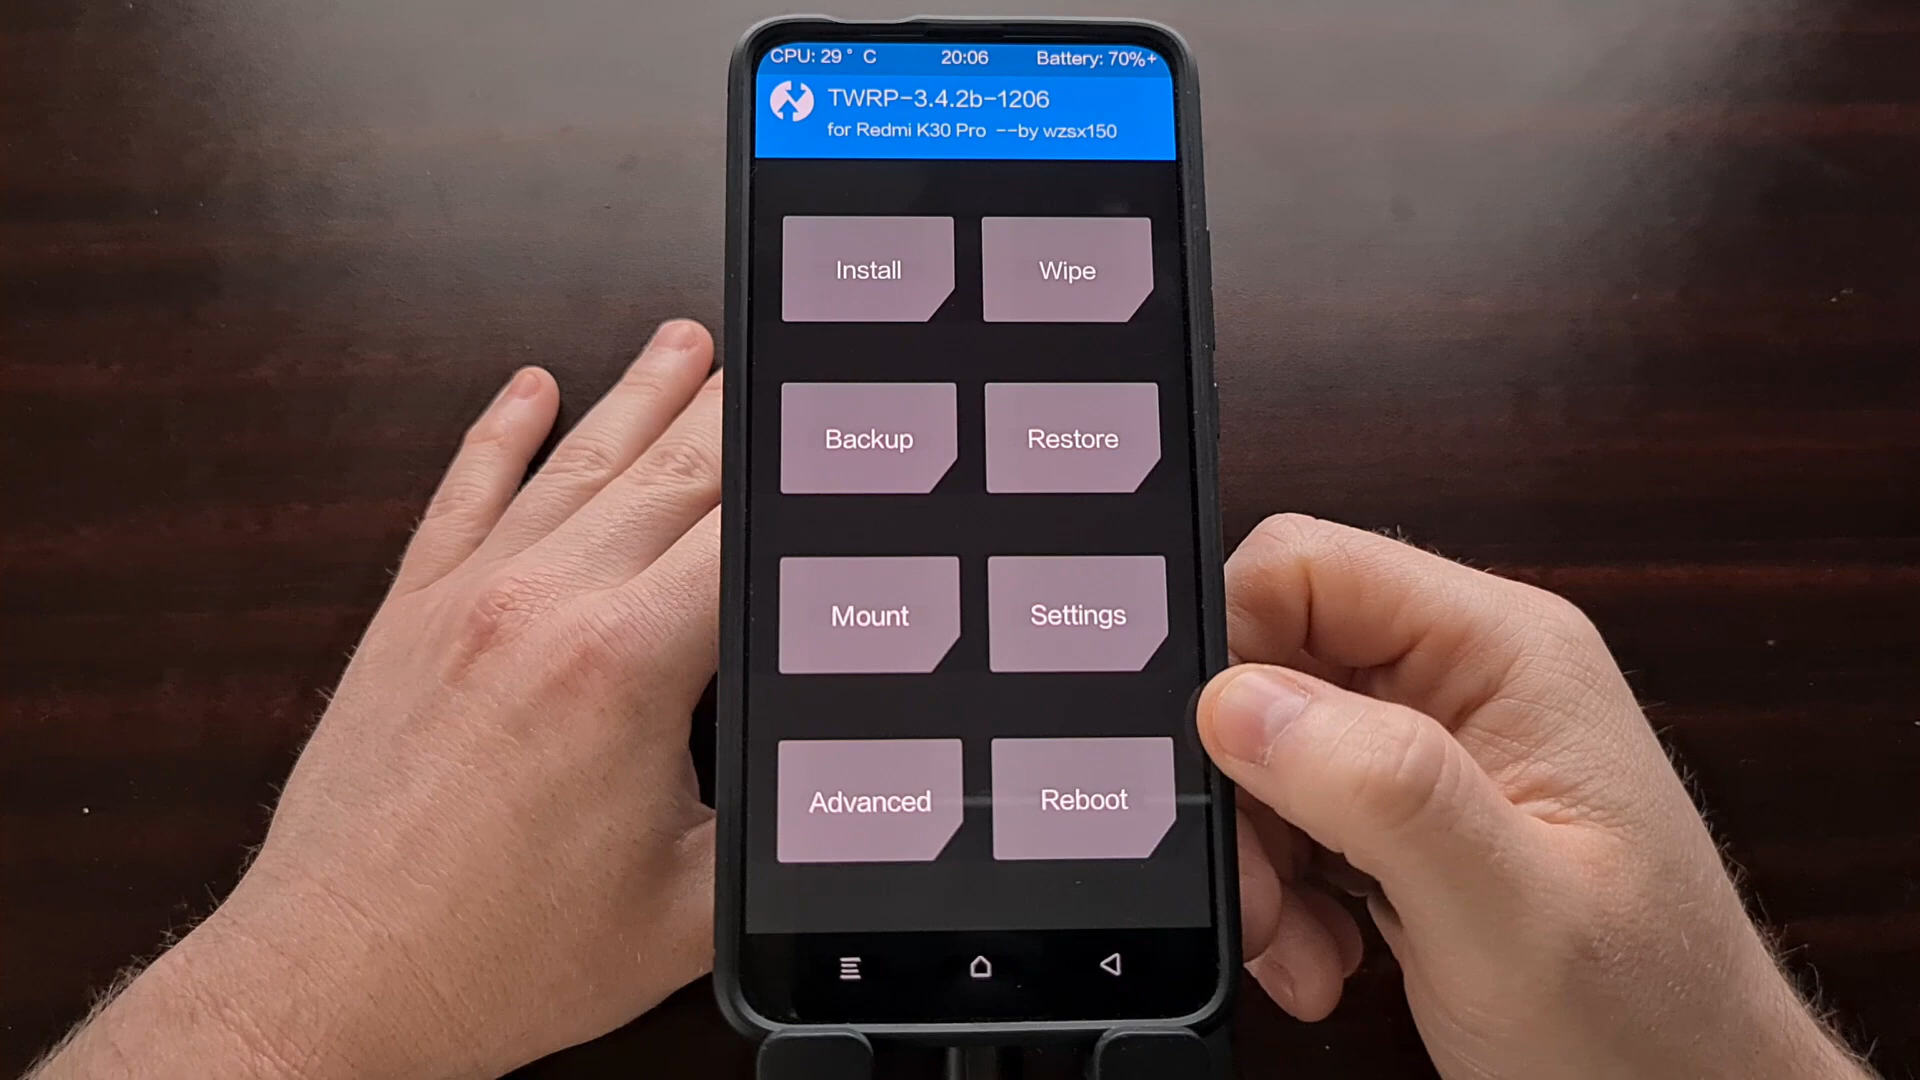 CPU: 29° C 20:06 Battery: 70%+
TWRP-3.4.2b-1206
for Redmi K30 Pro --by wzsx150
Install Wipe
Backup Restore
Mount Settings
Advanced Reboot